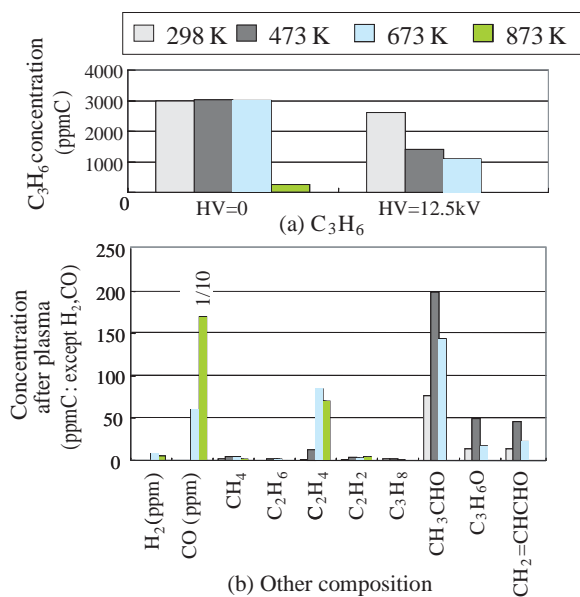 298 K 473 K 673 K 873 K
C₃H₆ concentration
(ppmC)
4000
3000
2000
1000
0
HV=0 HV=12.5kV
(a) C₃H₆
Concentration
after plasma
(ppmC: except H₂,CO)
200
150
100
50
0
1/10
H₂(ppm)
CO (ppm)
CH₄
C₂H₆
C₂H₄
C₂H₂
C₃H₈
CH₃CHO
C₃H₆O
CH₂=CHCHO
(b) Other composition